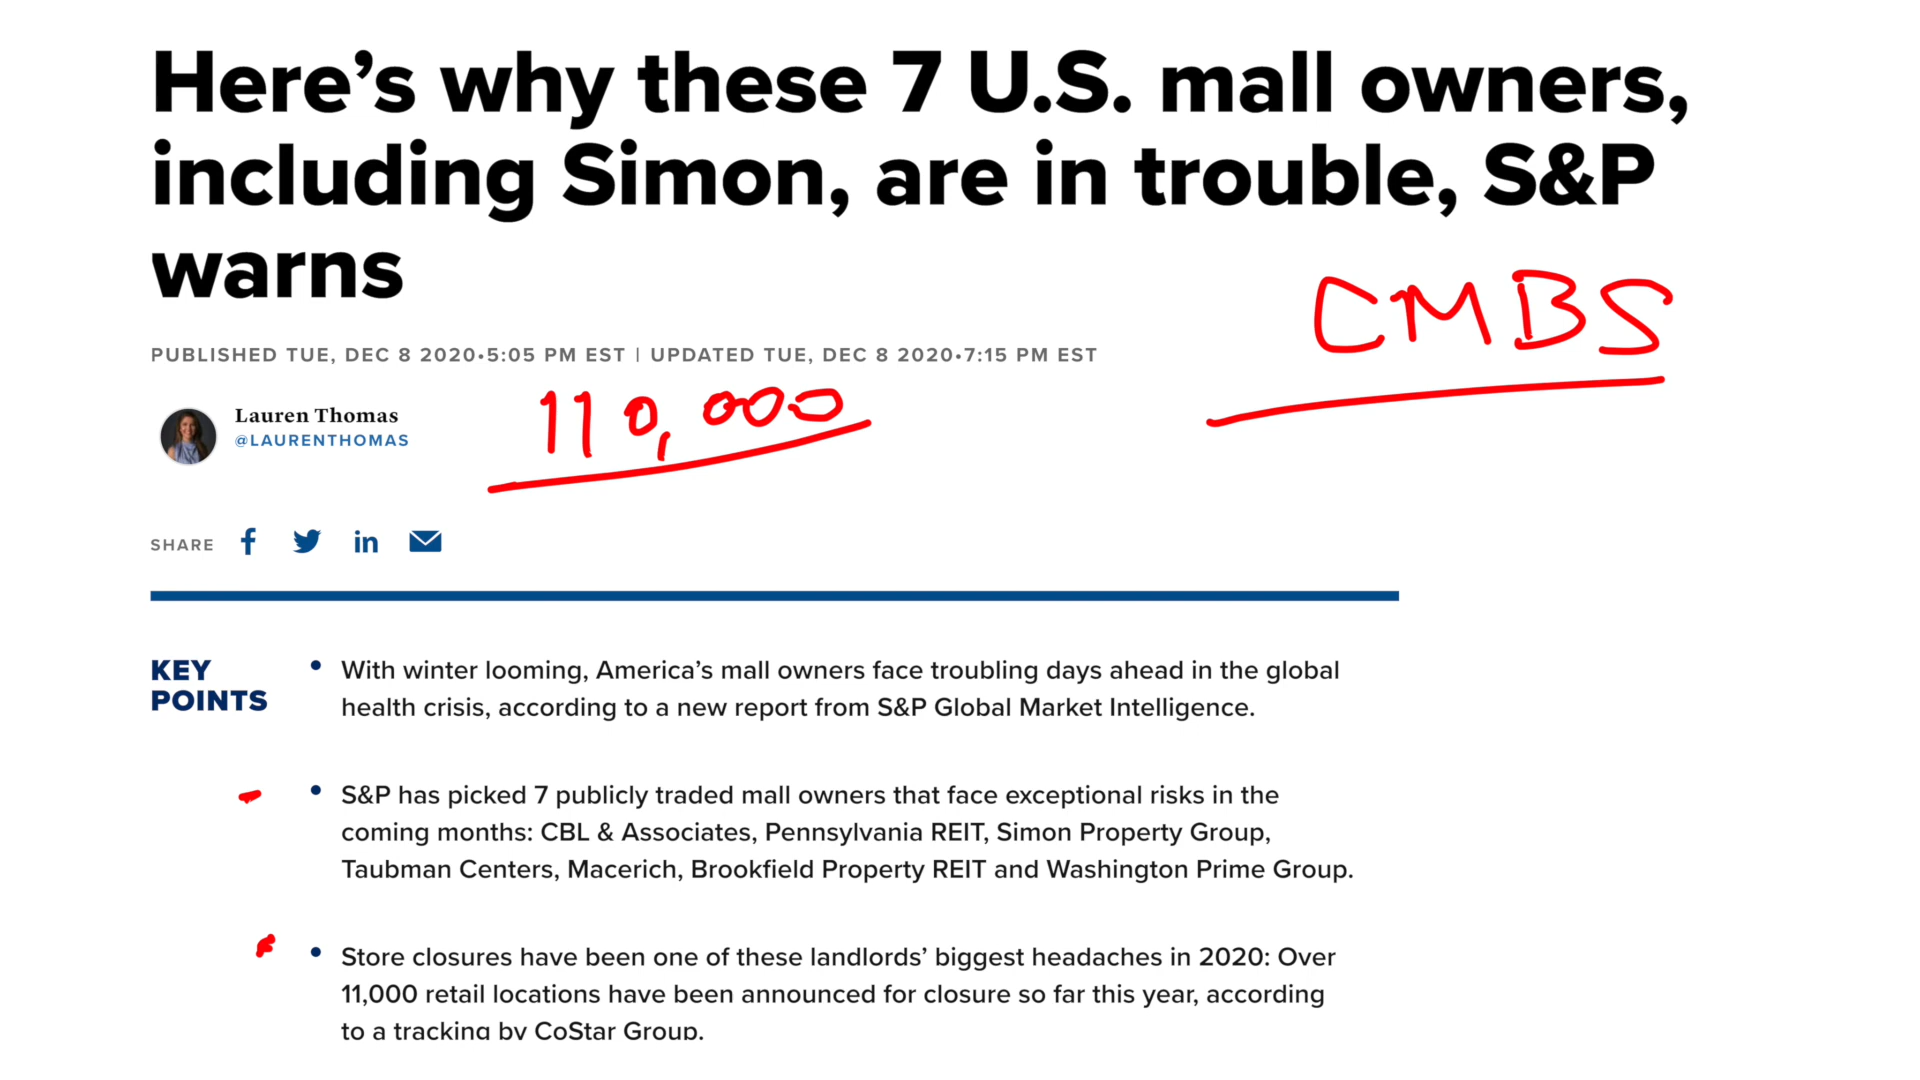 Here’s why these 7 U.S. mall owners,
including Simon, are in trouble, S&P
warns
CMBS
PUBLISHED TUE, DEC 8 2020•5:05 PM EST | UPDATED TUE, DEC 8 2020•7:15 PM EST
110,000
Lauren Thomas
@LAURENTHOMAS
SHARE
KEY
POINTS
• With winter looming, America’s mall owners face troubling days ahead in the global
health crisis, according to a new report from S&P Global Market Intelligence.
• S&P has picked 7 publicly traded mall owners that face exceptional risks in the
coming months: CBL & Associates, Pennsylvania REIT, Simon Property Group,
Taubman Centers, Macerich, Brookfield Property REIT and Washington Prime Group.
• Store closures have been one of these landlords’ biggest headaches in 2020: Over
11,000 retail locations have been announced for closure so far this year, according
to a tracking by CoStar Group.